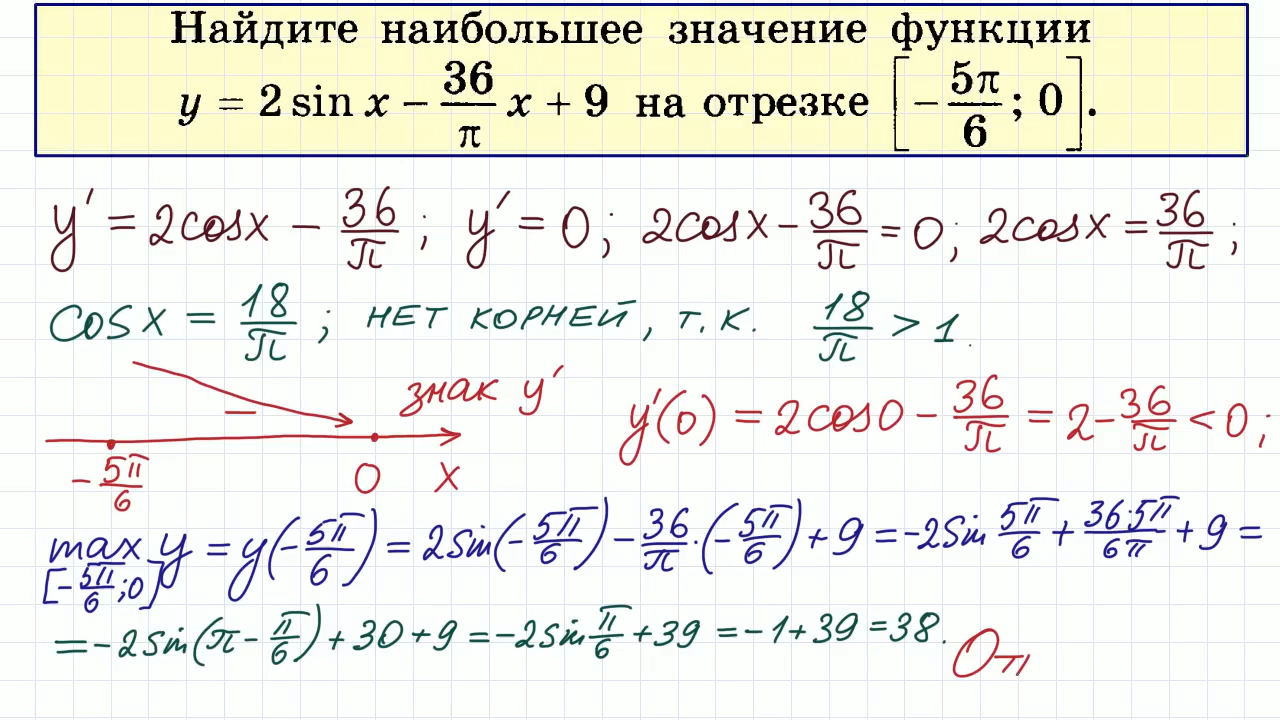 Найдите наибольшее значение функции
y = 2 sin x − 36/π x + 9 на отрезке [−5π/6; 0].
y′ = 2cosx − 36/π; y′ = 0; 2cosx − 36/π = 0; 2cosx = 36/π;
cosx = 18/π; нет корней, т.к. 18/π > 1.
− знак y′ y′(0) = 2cos0 − 36/π = 2 − 36/π < 0;
−5π/6 0 x
max y = y(−5π/6) = 2sin(−5π/6) − 36/π·(−5π/6) + 9 = −2sin 5π/6 + 36·5π/6π + 9 =
[−5π/6; 0]
= −2sin(π − π/6) + 30 + 9 = −2sin π/6 + 39 = −1 + 39 = 38.
От